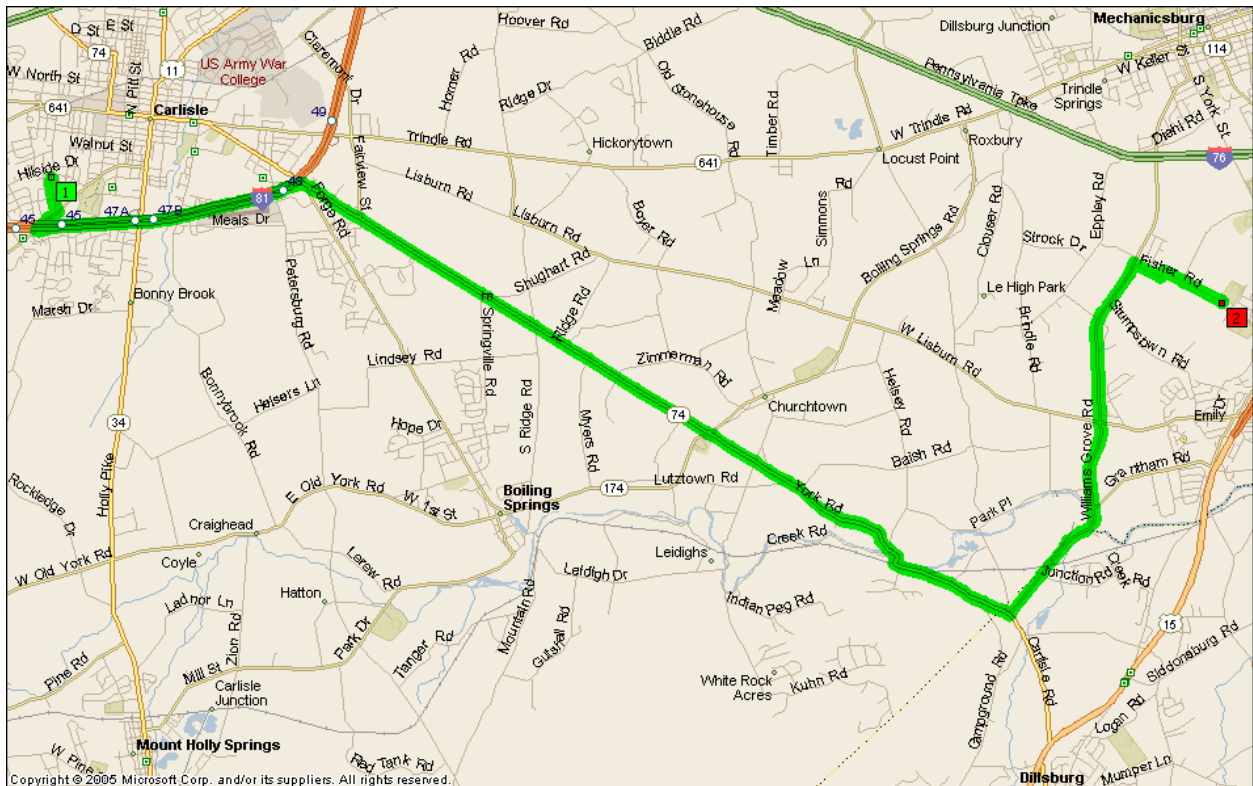 Hoover Rd
Dillsburg Junction
Mechanicsburg
D St
E St
Claremont Dr
Biddle Rd
74
US Army War
College
Horner Rd
Old Stonehouse Rd
Pennsylvania Tpke
W Keller
114
W North St
N Pitt St
11
Ridge Dr
Timber Rd
Trindle
Springs
S York St
641
Carlisle
49
Trindle Rd
Hickorytown
W Trindle Rd
Roxbury
Diehl Rd
Walnut St
Fairview St
641
Locust Point
76
Hillside Dr
1
Lisburn Rd
48
81
Forge Rd
Lisburn Rd
Boyer Rd
Simmons Rd
Boiling Springs Rd
Clouser Rd
Eppley Rd
45
45
47A
47B
Meals Dr
Strock Dr
Shughart Rd
Meadow Ln
Fisher Rd
Petersburg Rd
Marsh Dr
Bonny Brook
E Springville Rd
Ridge Rd
Le High Park
Brindle Rd
Stumpstown Rd
2
Lindsey Rd
Zimmerman Rd
W Lisburn Rd
Bonnybrook Rd
Heisers Ln
S Ridge Rd
Myers Rd
74
Churchtown
Helsey Rd
Williams Grove Rd
Emily Dr
34
Hope Dr
Holly Pike
Baish Rd
Grantham Rd
Rockledge Dr
E Old York Rd
W 1st St
Boiling
Springs
174
Lutztown Rd
York Rd
Park Pl
Craighead
Creek Rd
W Old York Rd
Coyle
Lerew Rd
Leidighs
Leidigh Dr
Junction Rd
Creek Rd
Hatton
Ladnor Ln
Indian Peg Rd
Zion Rd
Park Dr
Tanger Rd
Mountain Rd
Gutshall Rd
15
Siddonsburg Rd
Pine Rd
Mill St
Carlisle
Junction
White Rock
Acres
Kuhn Rd
Campground Rd
Carlisle Rd
Logan Rd
Mount Holly Springs
W Pine
Red Tank Rd
Dillsburg
Mumper Ln
Copyright © 2005 Microsoft Corp. and/or its suppliers. All rights reserved.